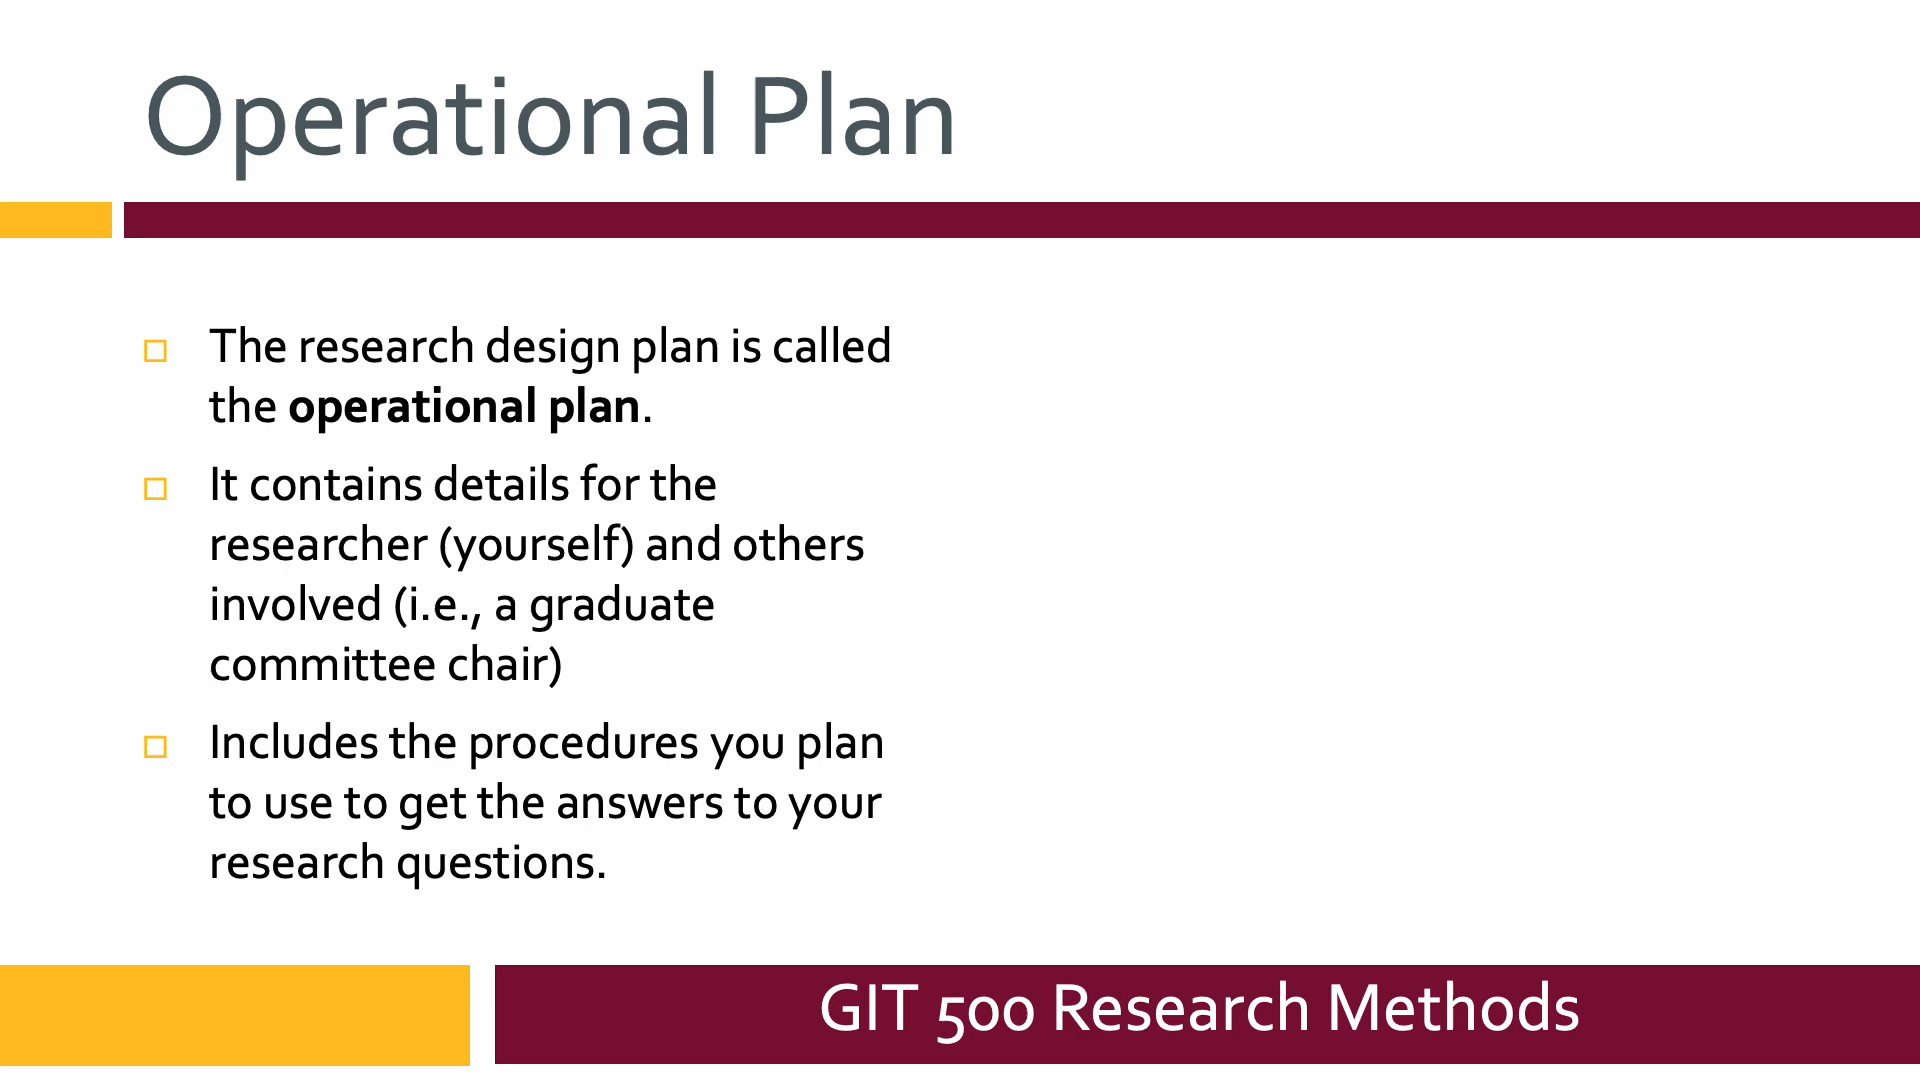 Operational Plan
The research design plan is called
the operational plan.
It contains details for the
researcher (yourself) and others
involved (i.e., a graduate
committee chair)
Includes the procedures you plan
to use to get the answers to your
research questions.
GIT 500 Research Methods